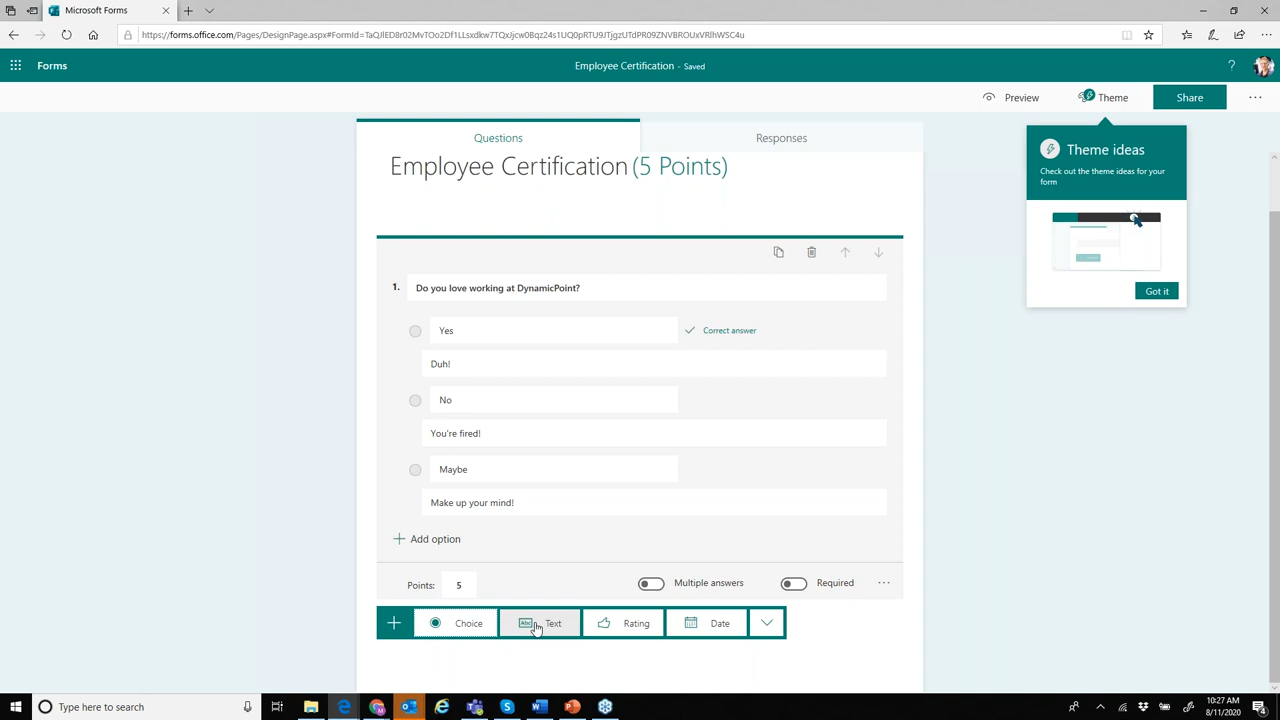 Microsoft Forms
https://forms.office.com/Pages/DesignPage.aspx#FormId=TaQJlED8r02MvTOo2Df1LLsxdkw7TQxJjcw0Bqz24s1UQ0pRTU9JTjgzUTdPR09ZNVBROUxVRlhWSC4u
Forms
Employee Certification - Saved
?
Preview
Theme
Share
Questions
Responses
Theme ideas
Check out the theme ideas for your
form
Got it
Employee Certification (5 Points)
1. Do you love working at DynamicPoint?
Yes
Correct answer
Duh!
No
You're fired!
Maybe
Make up your mind!
Add option
Points: 5
Multiple answers
Required
Choice
Abc Text
Rating
Date
Type here to search
10:27 AM
8/11/2020